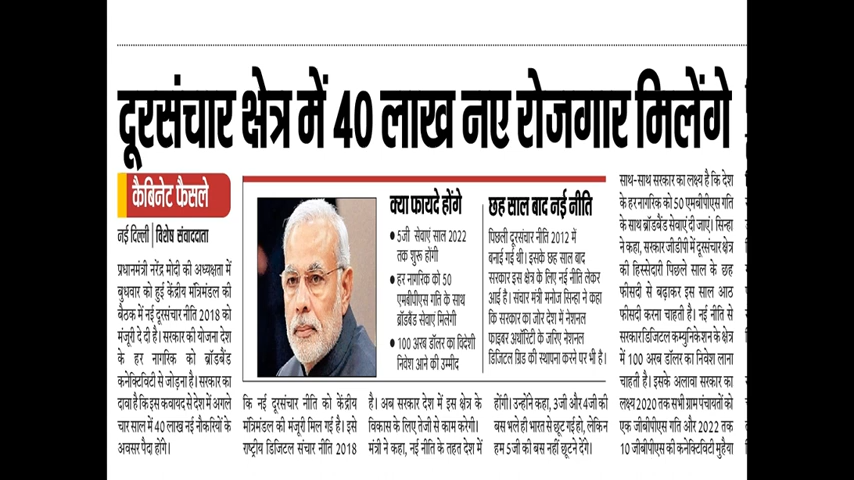 दूरसंचार क्षेत्र में 40 लाख नए रोजगार मिलेंगे
कैबिनेट फैसले
नई दिल्ली | विशेष संवाददाता
प्रधानमंत्री नरेंद्र मोदी की अध्यक्षता में
बुधवार को हुई केंद्रीय मंत्रिमंडल की
बैठक में नई दूरसंचार नीति 2018 को
मंजूरी दे दी है। सरकार की योजना देश
के हर नागरिक को ब्रॉडबैंड
कनेक्टिविटी से जोड़ना है। सरकार का
दावा है कि इस कवायद से देश में अगले
चार साल में 40 लाख नई नौकरियों के
अवसर पैदा होंगे।
क्या फायदे होंगे
● 5जी सेवाएं साल 2022
तक शुरू होंगी
● हर नागरिक को 50
एमबीपीएस गति के साथ
ब्रॉडबैंड सेवाएं मिलेंगी
● 100 अरब डॉलर का विदेशी
निवेश आने की उम्मीद
छह साल बाद नई नीति
पिछली दूरसंचार नीति 2012 में
बनाई गई थी। इसके छह साल बाद
सरकार इस क्षेत्र के लिए नई नीति लेकर
आई है। संचार मंत्री मनोज सिन्हा ने कहा
कि सरकार का जोर देश में नेशनल
फाइबर अथॉरिटी के जरिए नेशनल
डिजिटल ग्रिड की स्थापना करने पर भी है।
कि नई दूरसंचार नीति को केंद्रीय
मंत्रिमंडल की मंजूरी मिल गई है। इसे
राष्ट्रीय डिजिटल संचार नीति 2018
है। अब सरकार देश में इस क्षेत्र के
विकास के लिए तेजी से काम करेगी।
मंत्री ने कहा, नई नीति के तहत देश में
होंगी। उन्होंने कहा, 3जी और 4जी की
बस भले ही भारत से छूट गई हो, लेकिन
हम 5जी की बस नहीं छूटने देंगे।
साथ-साथ सरकार का लक्ष्य है कि देश
के हर नागरिक को 50 एमबीपीएस गति
के साथ ब्रॉडबैंड सेवाएं दी जाएं। सिन्हा
ने कहा, सरकार जीडीपी में दूरसंचार क्षेत्र
की हिस्सेदारी पिछले साल के छह
फीसदी से बढ़ाकर इस साल आठ
फीसदी करना चाहती है। नई नीति से
सरकार डिजिटल कम्युनिकेशन के क्षेत्र
में 100 अरब डॉलर का निवेश लाना
चाहती है। इसके अलावा सरकार का
लक्ष्य 2020 तक सभी ग्राम पंचायतों को
एक जीबीपीएस गति और 2022 तक
10 जीबीपीएस की कनेक्टिविटी मुहैया